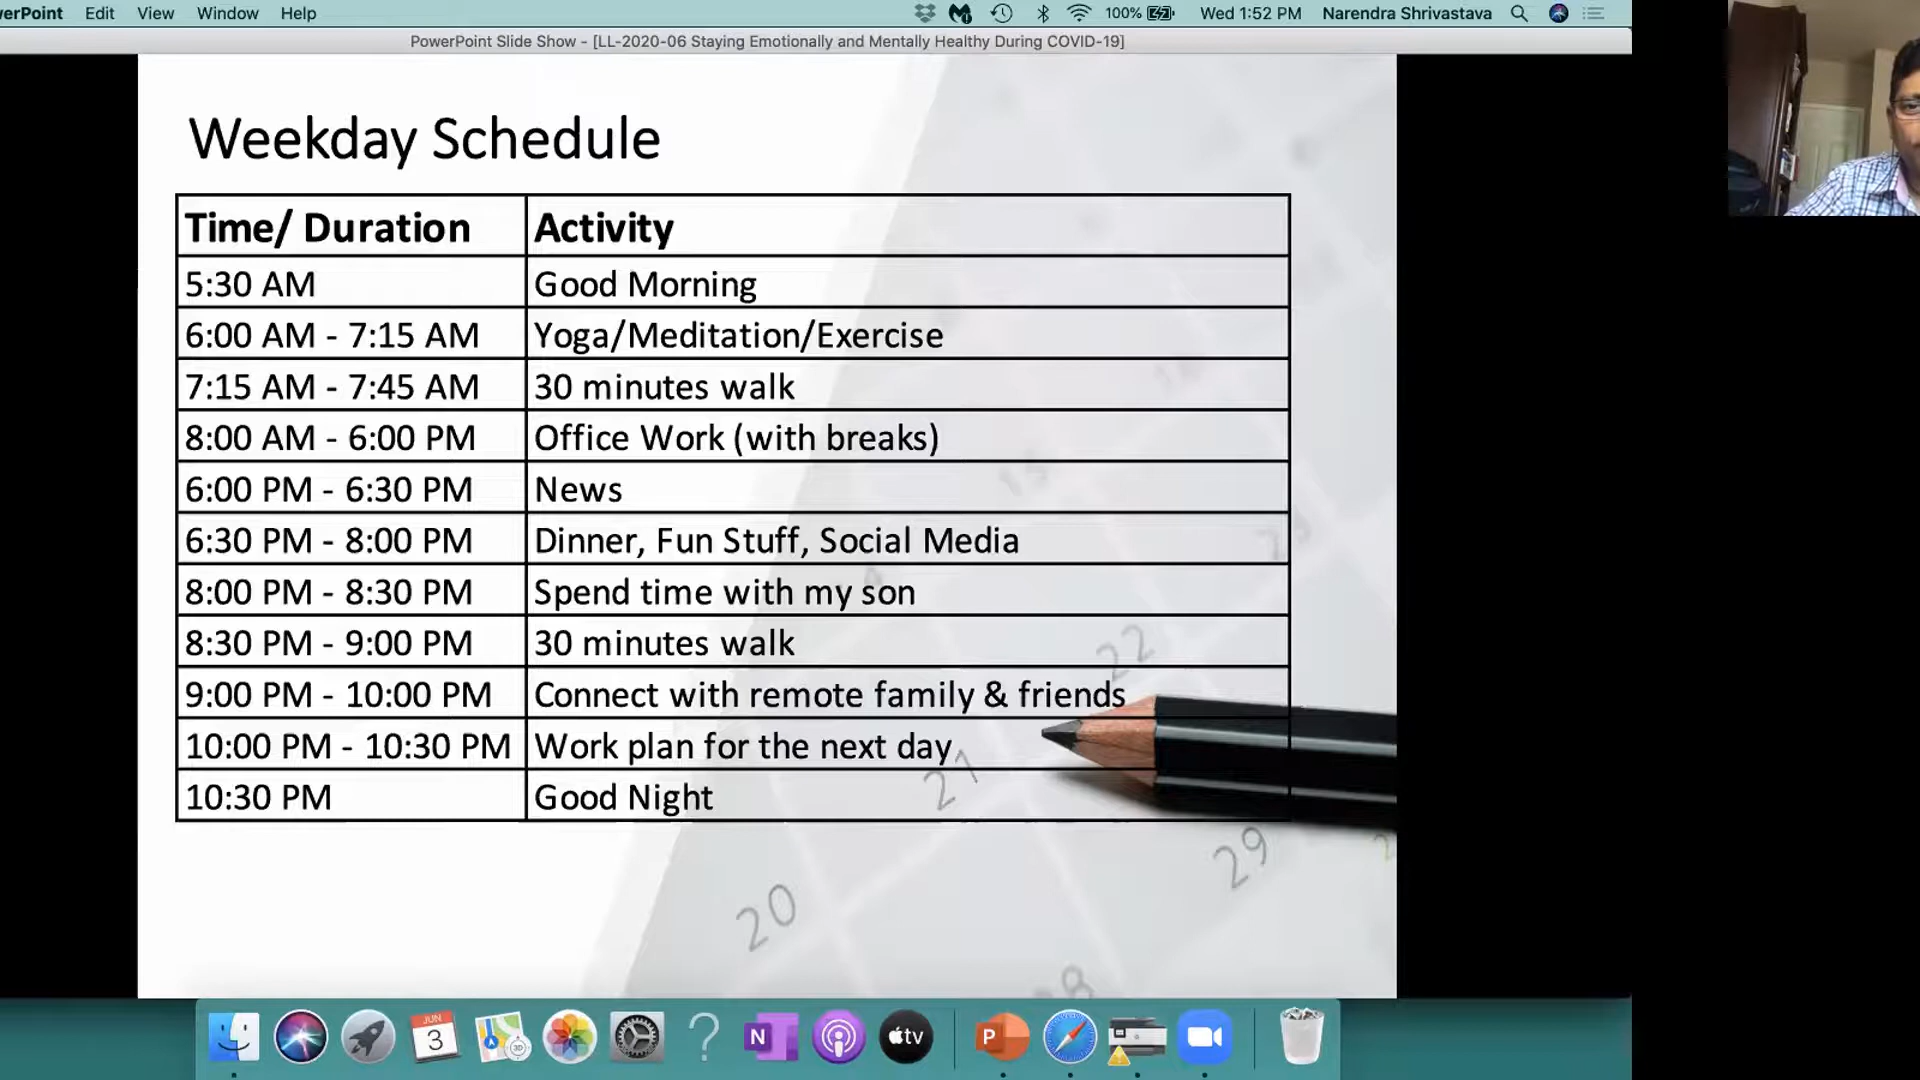 erPoint Edit View Window Help 100% Wed 1:52 PM Narendra Shrivastava
PowerPoint Slide Show - [LL-2020-06 Staying Emotionally and Mentally Healthy During COVID-19]
Weekday Schedule
Time/ Duration Activity
5:30 AM Good Morning
6:00 AM - 7:15 AM Yoga/Meditation/Exercise
7:15 AM - 7:45 AM 30 minutes walk
8:00 AM - 6:00 PM Office Work (with breaks)
6:00 PM - 6:30 PM News
6:30 PM - 8:00 PM Dinner, Fun Stuff, Social Media
8:00 PM - 8:30 PM Spend time with my son
8:30 PM - 9:00 PM 30 minutes walk
9:00 PM - 10:00 PM Connect with remote family & friends
10:00 PM - 10:30 PM Work plan for the next day
10:30 PM Good Night
15
23
22
21
29
20
JUN
3
3D
N
tv
P